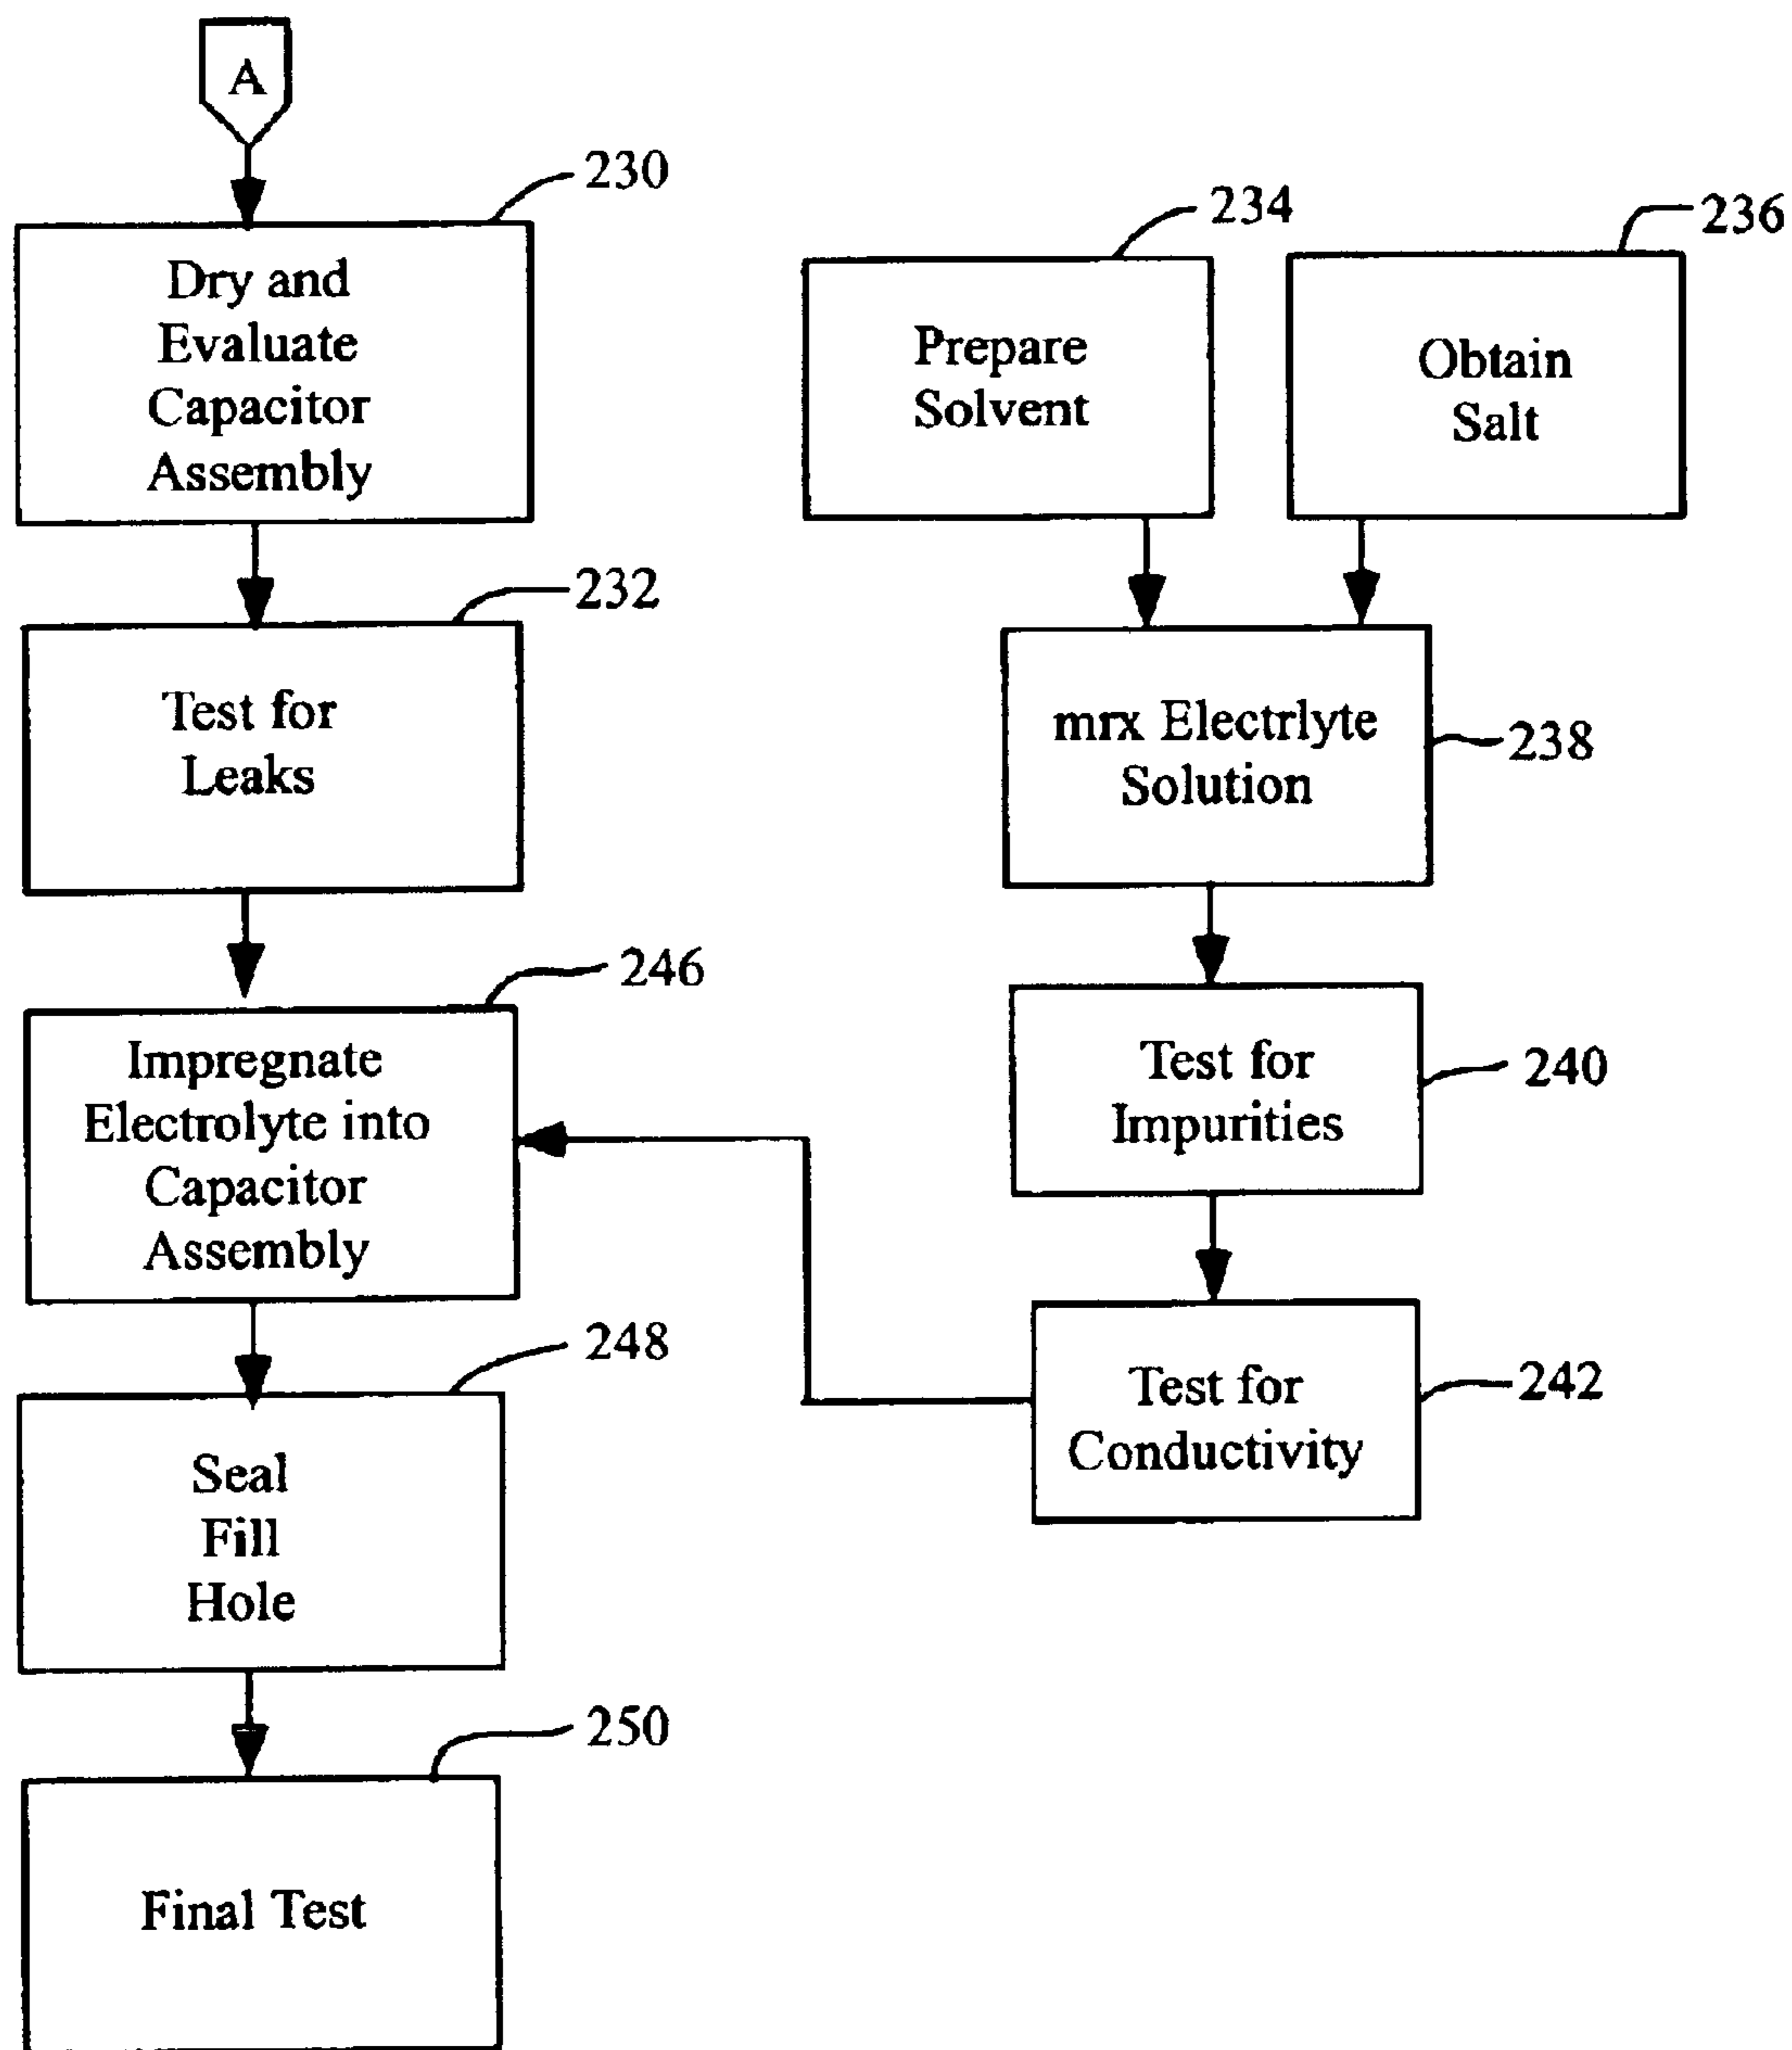 A
230
Dry and
Evaluate
Capacitor
Assembly
232
Test for
Leaks
246
Impregnate
Electrolyte into
Capacitor
Assembly
248
Seal
Fill
Hole
250
Final Test
234
Prepare
Solvent
236
Obtain
Salt
mrx Electrlyte
Solution
238
Test for
Impurities
240
Test for
Conductivity
242